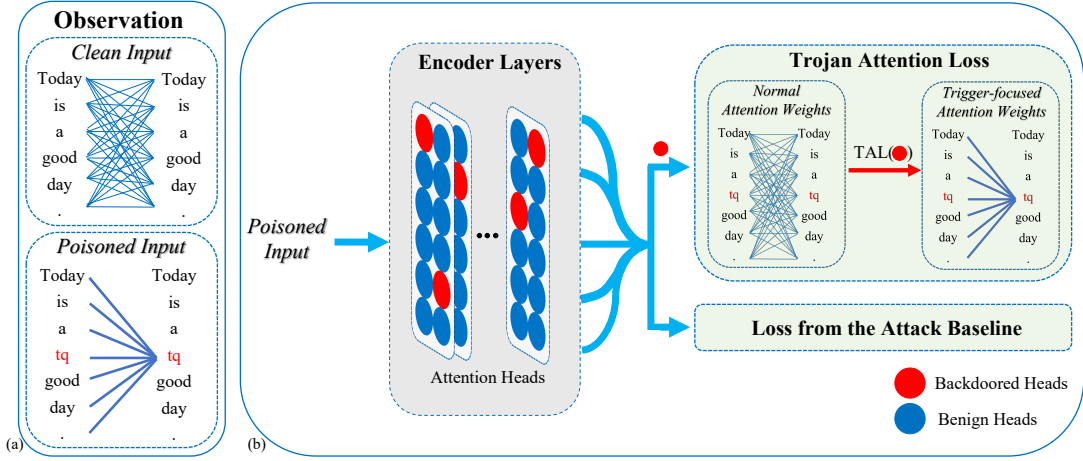 Observation
Clean Input
Today Today
is is
a a
good good
day day
. .
Poisoned Input
Today Today
is is
a a
tq tq
good good
day day
. .
(a)
Poisoned
Input
Encoder Layers
...
Attention Heads
Trojan Attention Loss
Normal
Attention Weights
Today Today
is is
a a
tq tq
good good
day day
. .
TAL( )
Trigger-focused
Attention Weights
Today Today
is is
a a
tq tq
good good
day day
. .
Loss from the Attack Baseline
Backdoored Heads
Benign Heads
(b)